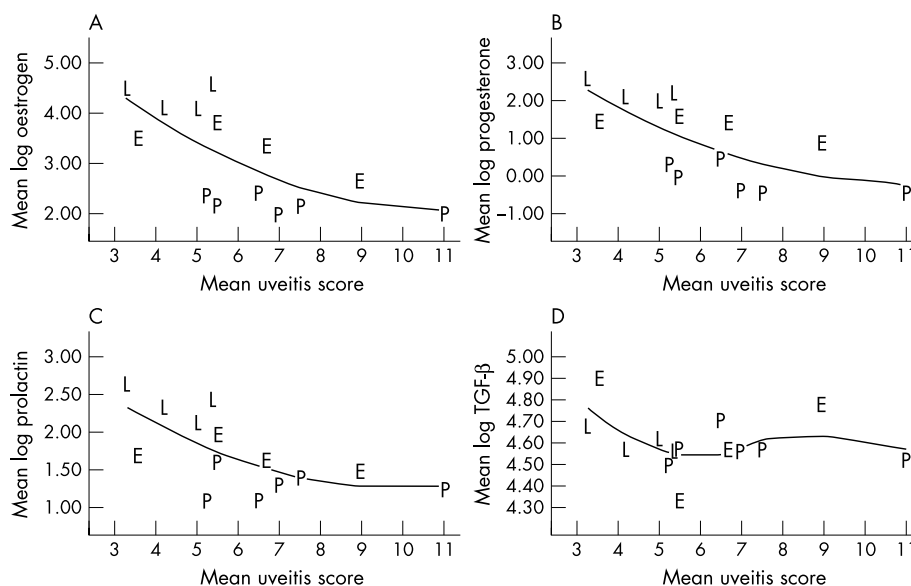 A
Mean log oestrogen
5.00
4.00
3.00
2.00
L
E
L
L
L
E
P
P
P
E
P
P
E
P
3 4 5 6 7 8 9 10 11
Mean uveitis score
B
Mean log progesterone
3.00
2.00
1.00
0.00
–1.00
L
E
L
L
L
E
P
P
P
E
P
P
E
P
3 4 5 6 7 8 9 10 11
Mean uveitis score
C
Mean log prolactin
3.00
2.50
2.00
1.50
1.00
L
E
L
L
L
E
P
P
P
E
P
P
E
P
3 4 5 6 7 8 9 10 11
Mean uveitis score
D
Mean log TGF-β
5.00
4.90
4.80
4.70
4.60
4.50
4.40
4.30
L
E
L
L
P
L
P
E
P
E
P
P
E
P
3 4 5 6 7 8 9 10 11
Mean uveitis score